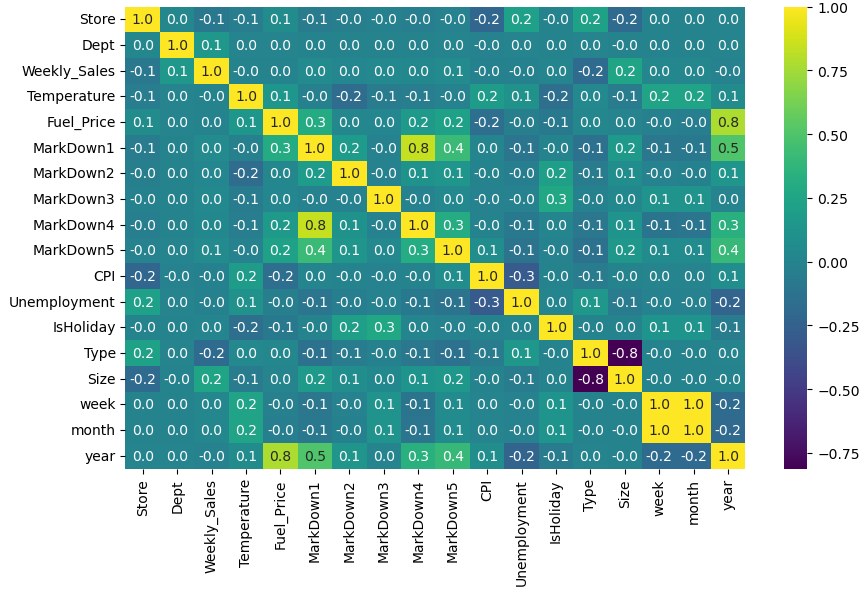 Store 1.0 0.0 -0.1 -0.1 0.1 -0.1 -0.0 -0.0 -0.0 -0.0 -0.2 0.2 -0.0 0.2 -0.2 0.0 0.0 0.0
Dept 0.0 1.0 0.1 0.0 0.0 0.0 0.0 0.0 0.0 0.0 -0.0 0.0 0.0 0.0 -0.0 0.0 0.0 0.0
Weekly_Sales -0.1 0.1 1.0 -0.0 0.0 0.0 0.0 0.0 0.0 0.1 -0.0 -0.0 0.0 -0.2 0.2 0.0 0.0 -0.0
Temperature -0.1 0.0 -0.0 1.0 0.1 -0.0 -0.2 -0.1 -0.1 -0.0 0.2 0.1 -0.2 0.0 -0.1 0.2 0.2 0.1
Fuel_Price 0.1 0.0 0.0 0.1 1.0 0.3 0.0 0.0 0.2 0.2 -0.2 -0.0 -0.1 0.0 0.0 -0.0 -0.0 0.8
MarkDown1 -0.1 0.0 0.0 -0.0 0.3 1.0 0.2 -0.0 0.8 0.4 0.0 -0.1 -0.0 -0.1 0.2 -0.1 -0.1 0.5
MarkDown2 -0.0 0.0 0.0 -0.2 0.0 0.2 1.0 -0.0 0.1 0.1 -0.0 -0.0 0.2 -0.1 0.1 -0.0 -0.0 0.1
MarkDown3 -0.0 0.0 0.0 -0.1 0.0 -0.0 -0.0 1.0 -0.0 0.0 -0.0 -0.0 0.3 -0.0 0.0 0.1 0.1 0.0
MarkDown4 -0.0 0.0 0.0 -0.1 0.2 0.8 0.1 -0.0 1.0 0.3 -0.0 -0.1 0.0 -0.1 0.1 -0.1 -0.1 0.3
MarkDown5 -0.0 0.0 0.1 -0.0 0.2 0.4 0.1 0.0 0.3 1.0 0.1 -0.1 -0.0 -0.1 0.2 0.1 0.1 0.4
CPI -0.2 -0.0 -0.0 0.2 -0.2 0.0 -0.0 -0.0 -0.0 0.1 1.0 -0.3 -0.0 -0.1 -0.0 0.0 0.0 0.1
Unemployment 0.2 0.0 -0.0 0.1 -0.0 -0.1 -0.0 -0.0 -0.1 -0.1 -0.3 1.0 0.0 0.1 -0.1 -0.0 -0.0 -0.2
IsHoliday -0.0 0.0 0.0 -0.2 -0.1 -0.0 0.2 0.3 0.0 -0.0 -0.0 0.0 1.0 -0.0 0.0 0.1 0.1 -0.1
Type 0.2 0.0 -0.2 0.0 0.0 -0.1 -0.1 -0.0 -0.1 -0.1 -0.1 0.1 -0.0 1.0 -0.8 -0.0 -0.0 0.0
Size -0.2 -0.0 0.2 -0.1 0.0 0.2 0.1 0.0 0.1 0.2 -0.0 -0.1 0.0 -0.8 1.0 -0.0 -0.0 -0.0
week 0.0 0.0 0.0 0.2 -0.0 -0.1 -0.0 0.1 -0.1 0.1 0.0 -0.0 0.1 -0.0 -0.0 1.0 1.0 -0.2
month 0.0 0.0 0.0 0.2 -0.0 -0.1 -0.0 0.1 -0.1 0.1 0.0 -0.0 0.1 -0.0 -0.0 1.0 1.0 -0.2
year 0.0 0.0 -0.0 0.1 0.8 0.5 0.1 0.0 0.3 0.4 0.1 -0.2 -0.1 0.0 -0.0 -0.2 -0.2 1.0
Store Dept Weekly_Sales Temperature Fuel_Price MarkDown1 MarkDown2 MarkDown3 MarkDown4 MarkDown5 CPI Unemployment IsHoliday Type Size week month year
1.00
0.75
0.50
0.25
0.00
−0.25
−0.50
−0.75